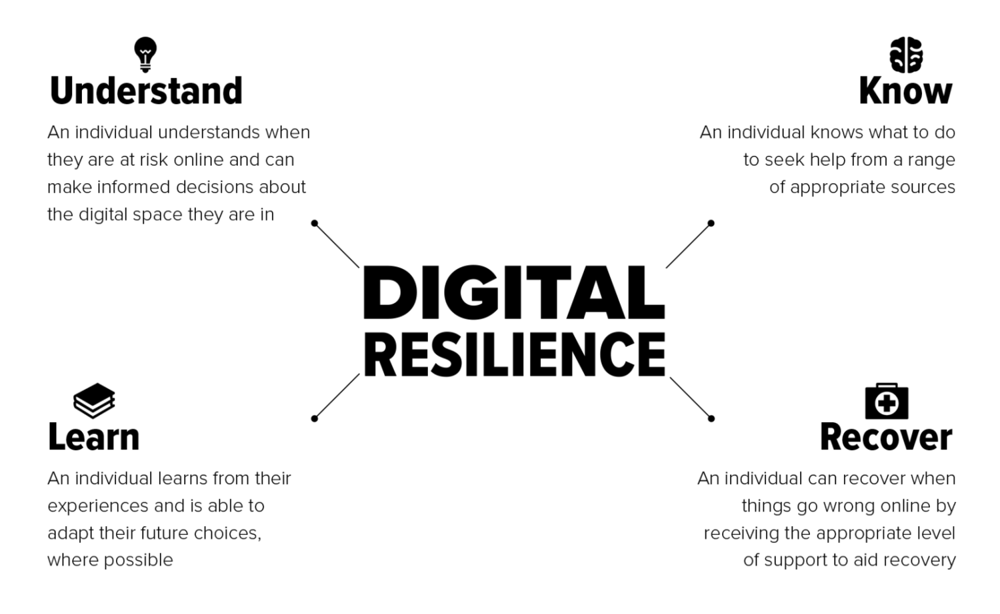 Understand
An individual understands when
they are at risk online and can
make informed decisions about
the digital space they are in
Know
An individual knows what to do
to seek help from a range
of appropriate sources
DIGITAL
RESILIENCE
Learn
An individual learns from their
experiences and is able to
adapt their future choices,
where possible
Recover
An individual can recover when
things go wrong online by
receiving the appropriate level
of support to aid recovery